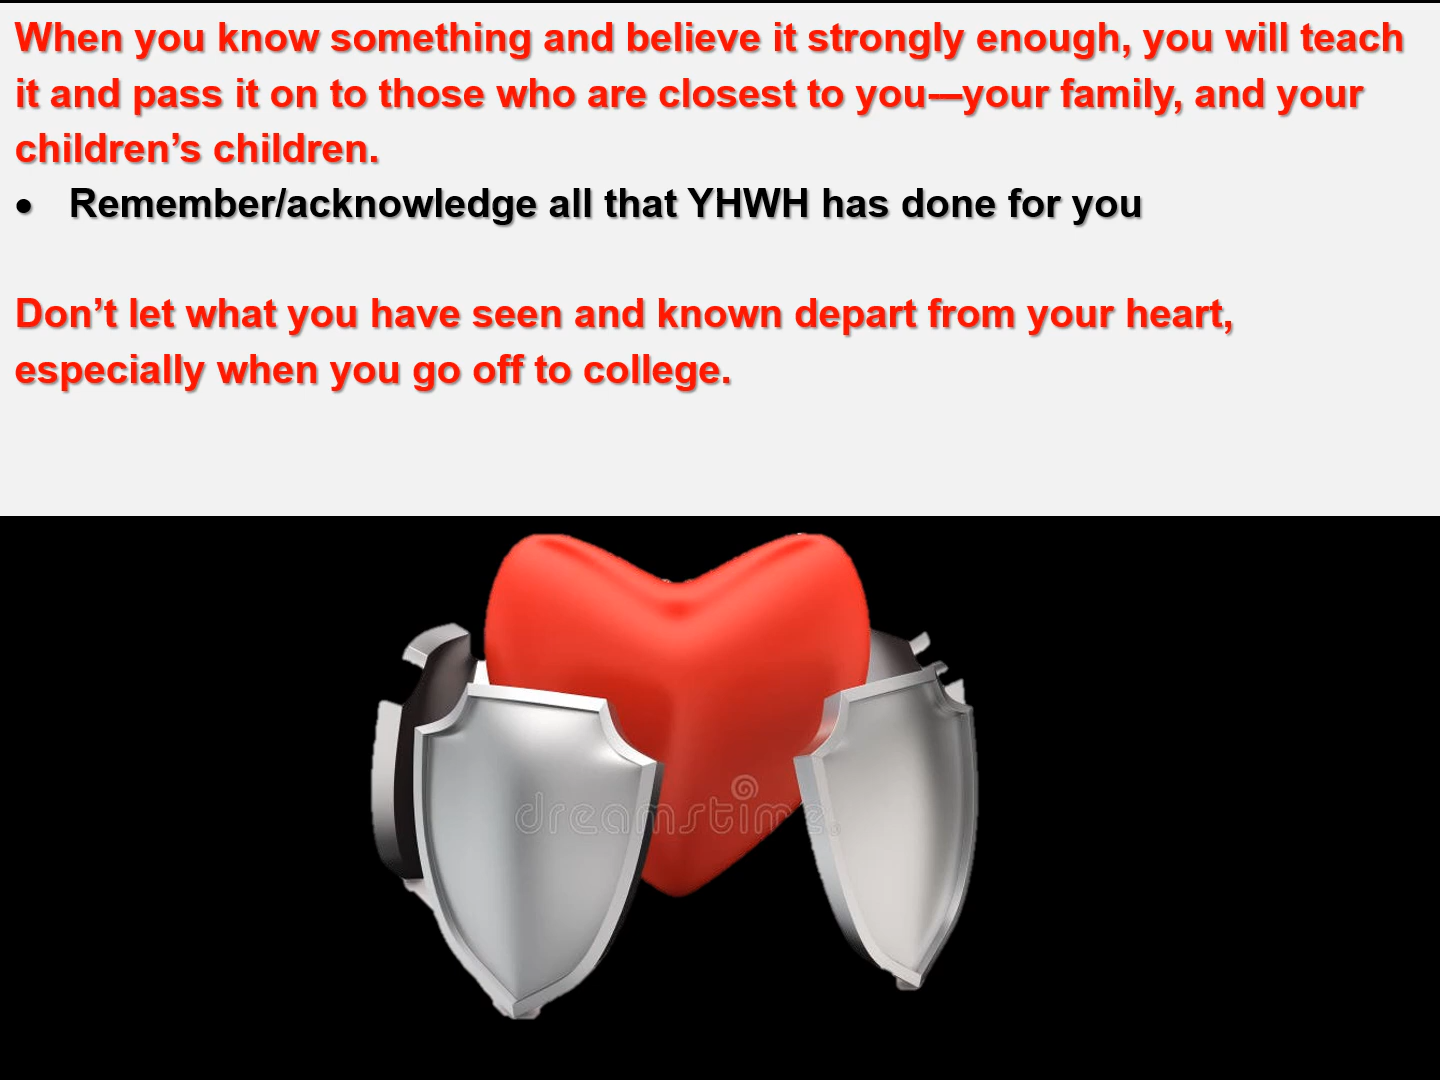 When you know something and believe it strongly enough, you will teach
it and pass it on to those who are closest to you—your family, and your
children’s children.
• Remember/acknowledge all that YHWH has done for you
Don’t let what you have seen and known depart from your heart,
especially when you go off to college.
dreamstime.